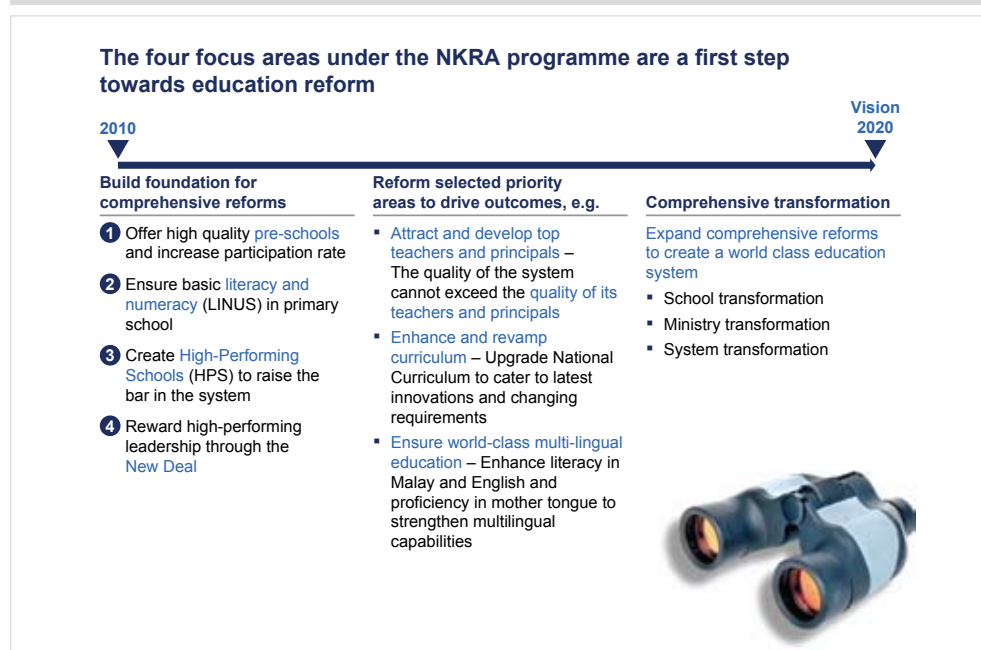 The four focus areas under the NKRA programme are a first step
towards education reform
2010
Vision
2020
Build foundation for
comprehensive reforms
1 Offer high quality pre-schools
and increase participation rate
2 Ensure basic literacy and
numeracy (LINUS) in primary
school
3 Create High-Performing
Schools (HPS) to raise the
bar in the system
4 Reward high-performing
leadership through the
New Deal
Reform selected priority
areas to drive outcomes, e.g.
▪ Attract and develop top
teachers and principals –
The quality of the system
cannot exceed the quality of its
teachers and principals
▪ Enhance and revamp
curriculum – Upgrade National
Curriculum to cater to latest
innovations and changing
requirements
▪ Ensure world-class multi-lingual
education – Enhance literacy in
Malay and English and
proficiency in mother tongue to
strengthen multilingual
capabilities
Comprehensive transformation
Expand comprehensive reforms
to create a world class education
system
▪ School transformation
▪ Ministry transformation
▪ System transformation